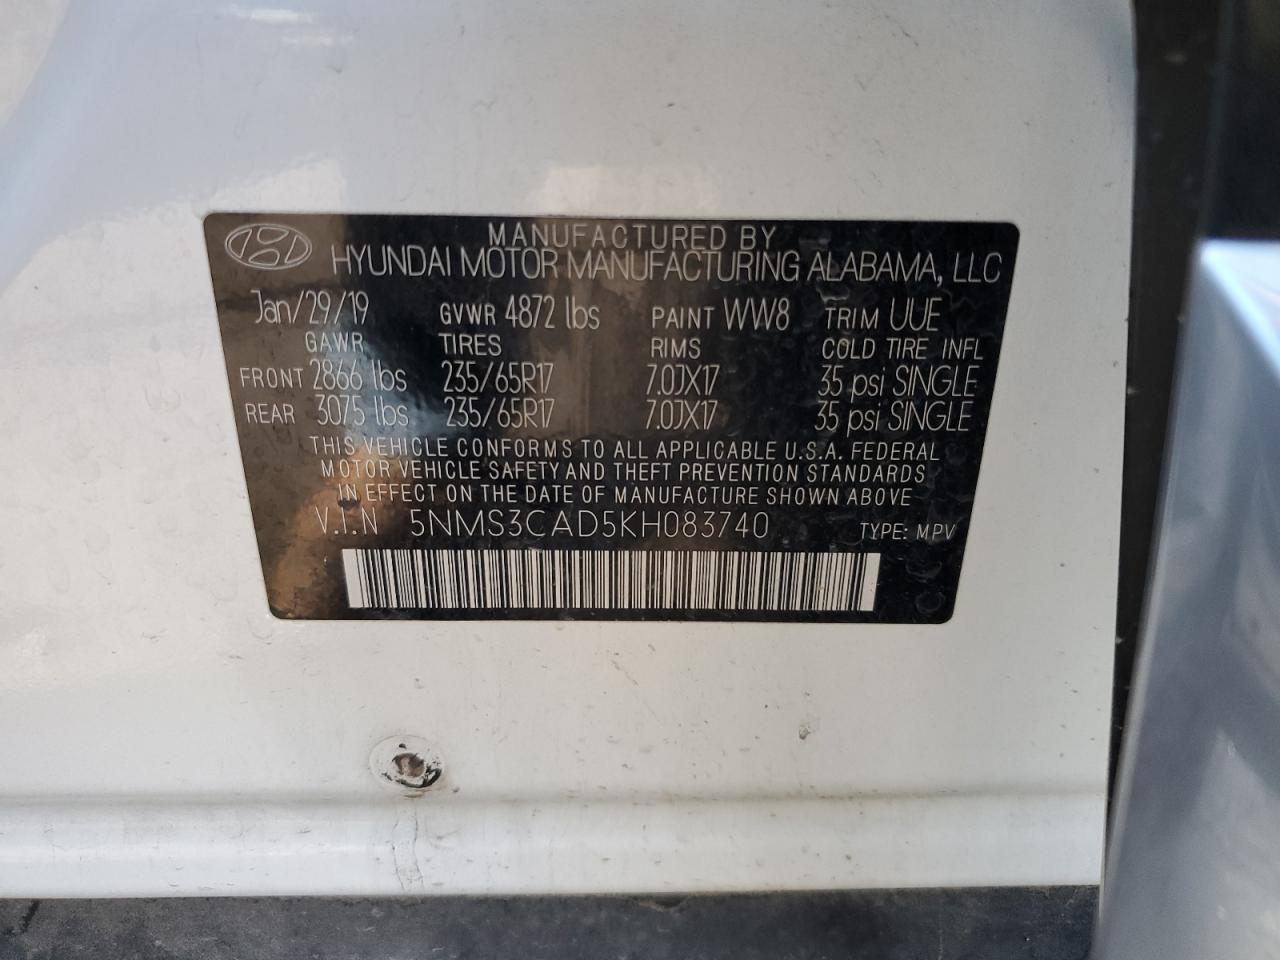 MANUFACTURED BY
HYUNDAI MOTOR MANUFACTURING ALABAMA, LLC
Jan/29/19 GVWR 4872 lbs PAINT WW8 TRIM UUE
GAWR TIRES RIMS COLD TIRE INFL
FRONT 2866 lbs 235/65R17 7.0JX17 35 psi SINGLE
REAR 3075 lbs 235/65R17 7.0JX17 35 psi SINGLE
THIS VEHICLE CONFORMS TO ALL APPLICABLE U.S.A. FEDERAL
MOTOR VEHICLE SAFETY AND THEFT PREVENTION STANDARDS
IN EFFECT ON THE DATE OF MANUFACTURE SHOWN ABOVE
V.I.N 5NMS3CAD5KH083740 TYPE: MPV